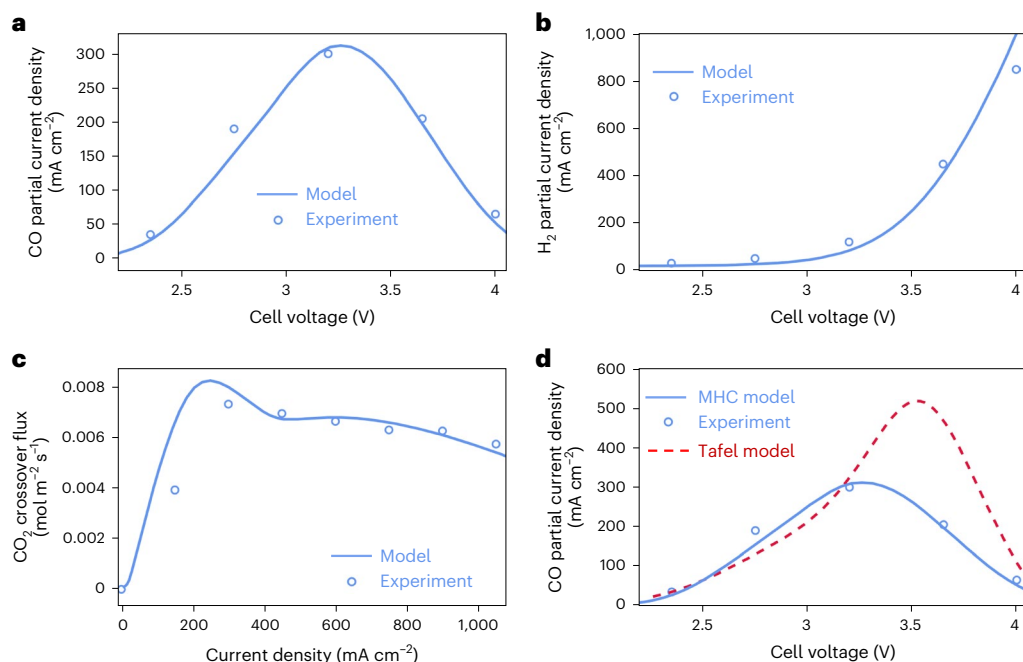 a
CO partial current density
(mA cm⁻²)
300
200
150
100
50
0
Model
Experiment
2.5
3
3.5
4
Cell voltage (V)
b
H₂ partial current density
(mA cm⁻²)
1,000
800
600
400
200
0
Model
Experiment
2.5
3
3.5
4
Cell voltage (V)
c
CO₂ crossover flux
(mol m⁻² s⁻¹)
0.008
0.006
0.004
0.002
0
Model
Experiment
0
200
400
600
800
1,000
Current density (mA cm⁻²)
d
CO partial current density
(mA cm⁻²)
600
500
400
300
200
100
0
MHC model
Experiment
Tafel model
2.5
3
3.5
4
Cell voltage (V)